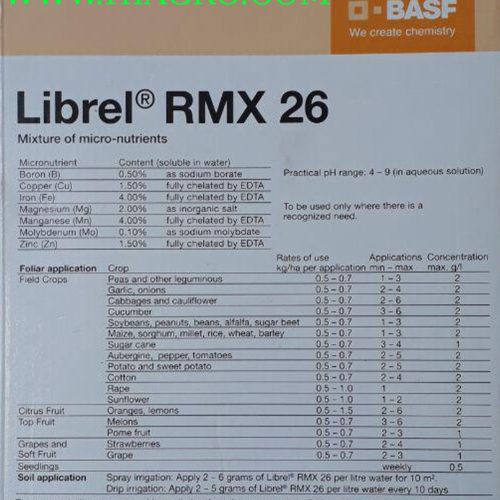 BASF
We create chemistry
Librel® RMX 26
Mixture of micro-nutrients
Micronutrient Content (soluble in water)
Boron (B) 0.50% as sodium borate
Copper (Cu) 1.50% fully chelated by EDTA
Iron (Fe) 4.00% fully chelated by EDTA
Magnesium (Mg) 2.00% as inorganic salt
Manganese (Mn) 4.00% fully chelated by EDTA
Molybdenum (Mo) 0.10% as sodium molybdate
Zinc (Zn) 1.50% fully chelated by EDTA
Practical pH range: 4 – 9 (in aqueous solution)
To be used only where there is a
recognized need.
Rates of use Applications Concentration
Foliar application Crop kg/ha per application min – max max. g/l
Field Crops Peas and other leguminous 0.5 – 0.7 1 – 3 2
Garlic, onions 0.5 – 0.7 2 – 4 2
Cabbages and cauliflower 0.5 – 0.7 2 – 6 2
Cucumber 0.5 – 0.7 3 – 6 2
Soybeans, peanuts, beans, alfalfa, sugar beet 0.5 – 0.7 1 – 3 2
Maize, sorghum, millet, rice, wheat, barley 0.5 – 0.7 1 – 3 2
Sugar cane 0.5 – 0.7 3 – 4 1
Aubergine, pepper, tomatoes 0.5 – 0.7 2 – 5 2
Potato and sweet potato 0.5 – 0.7 2 – 5 2
Cotton 0.5 – 0.7 2 – 4 2
Rape 0.5 – 1.0 1 2
Sunflower 0.5 – 1.0 1 – 2 2
Citrus Fruit Oranges, lemons 0.5 – 1.5 2 – 6 2
Top Fruit Melons 0.5 – 0.7 3 – 6 2
Pome fruit 0.5 – 0.7 2 – 3 1
Grapes and Strawberries 0.5 – 0.7 2 – 4 2
Soft Fruit Grape 0.5 – 0.7 2 – 3 1
Seedlings weekly 0.5
Soil application Spray irrigation: Apply 2 – 6 grams of Librel® RMX 26 per litre water for 10 m².
Drip irrigation: Apply 2 – 5 grams of Librel® RMX 26 per litre water every 10 days.